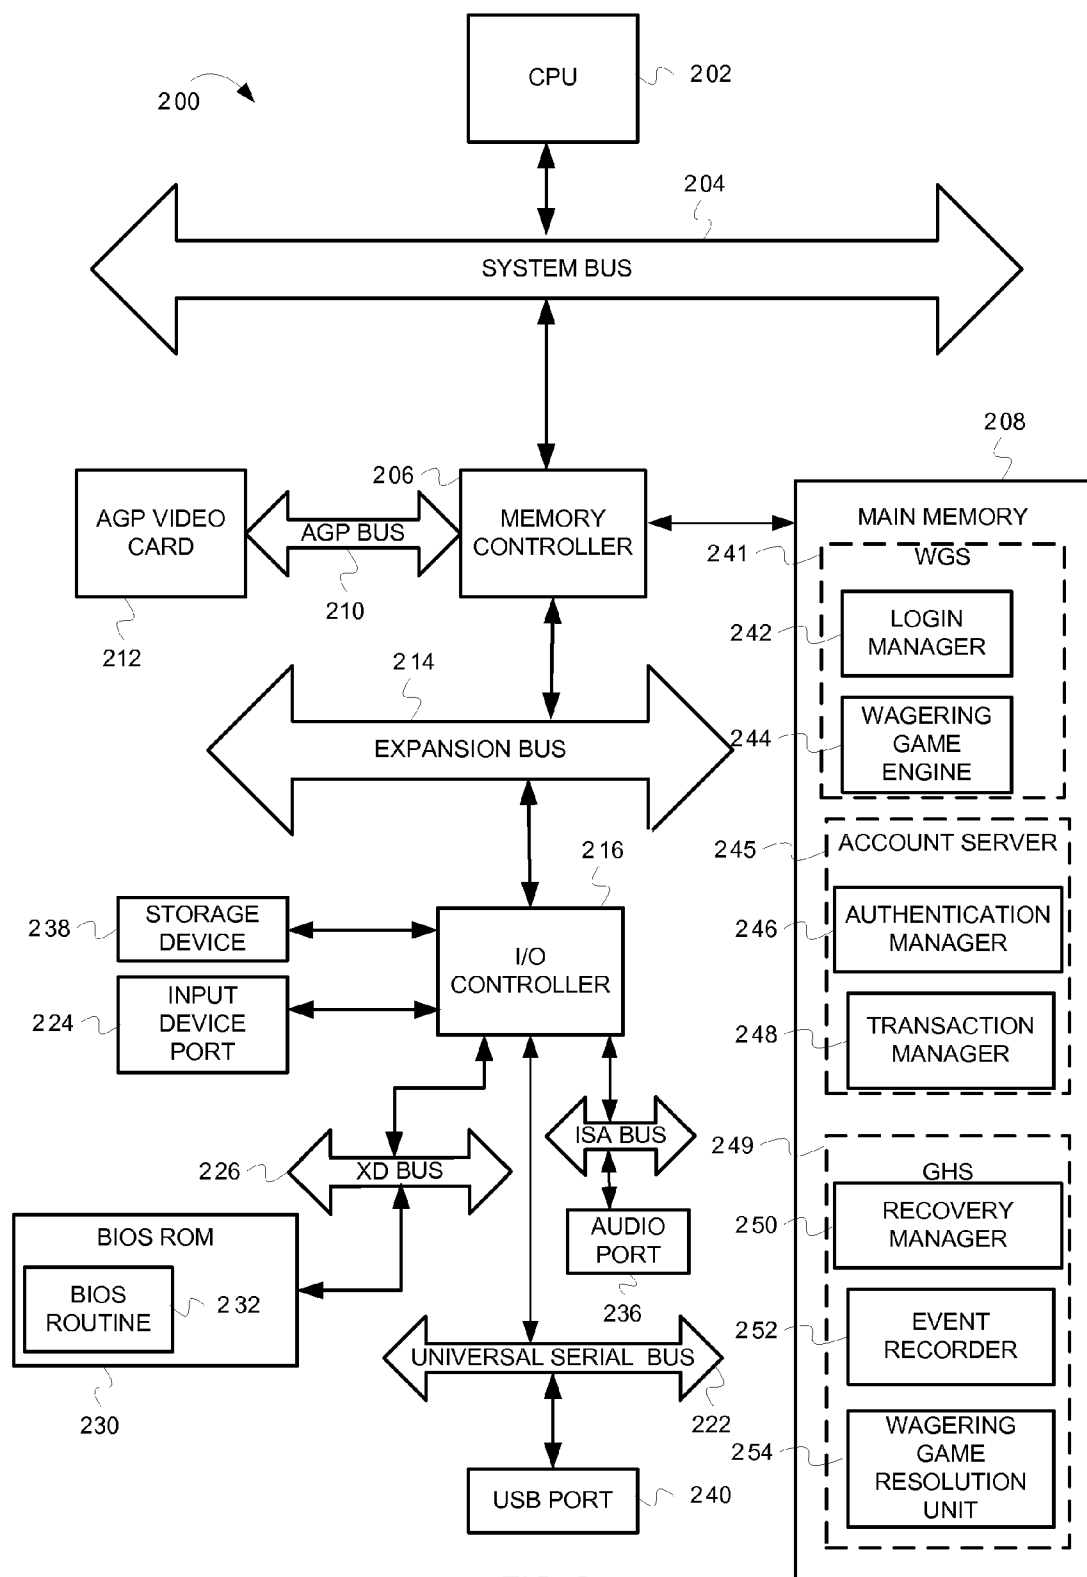 CPU
202
200
204
SYSTEM BUS
208
206
AGP VIDEO
CARD
AGP BUS
MEMORY
CONTROLLER
MAIN MEMORY
241
WGS
210
212
242
LOGIN
MANAGER
214
244
WAGERING
GAME
ENGINE
EXPANSION BUS
216
245
ACCOUNT SERVER
238
STORAGE
DEVICE
246
AUTHENTICATION
MANAGER
I/O
CONTROLLER
224
INPUT
DEVICE
PORT
248
TRANSACTION
MANAGER
ISA BUS
249
226
XD BUS
GHS
250
RECOVERY
MANAGER
BIOS ROM
AUDIO
PORT
BIOS
ROUTINE
232
236
252
EVENT
RECORDER
UNIVERSAL SERIAL BUS
230
222
254
WAGERING
GAME
RESOLUTION
UNIT
USB PORT
240